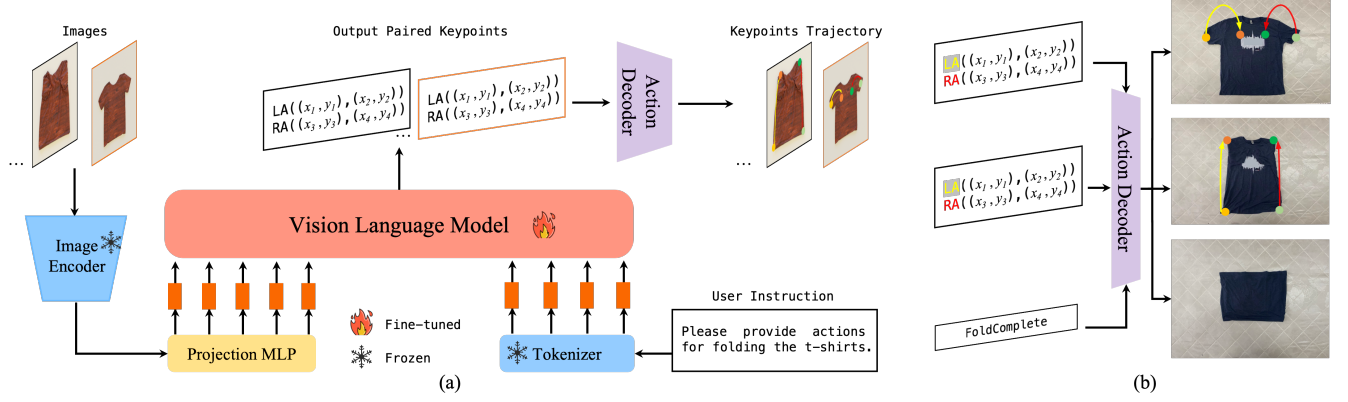 Images
Output Paired Keypoints
Keypoints Trajectory
LA((x₁,y₁),(x₂,y₂))
RA((x₃,y₃),(x₄,y₄))
...
LA((x₁,y₁),(x₂,y₂))
RA((x₃,y₃),(x₄,y₄))
Action
Decoder
...
...
Vision Language Model
Image
Encoder
User Instruction
Fine-tuned
Frozen
Please provide actions
for folding the t-shirts.
Projection MLP
Tokenizer
(a)
LA((x₁,y₁),(x₂,y₂))
RA((x₃,y₃),(x₄,y₄))
LA((x₁,y₁),(x₂,y₂))
RA((x₃,y₃),(x₄,y₄))
FoldComplete
Action Decoder
(b)